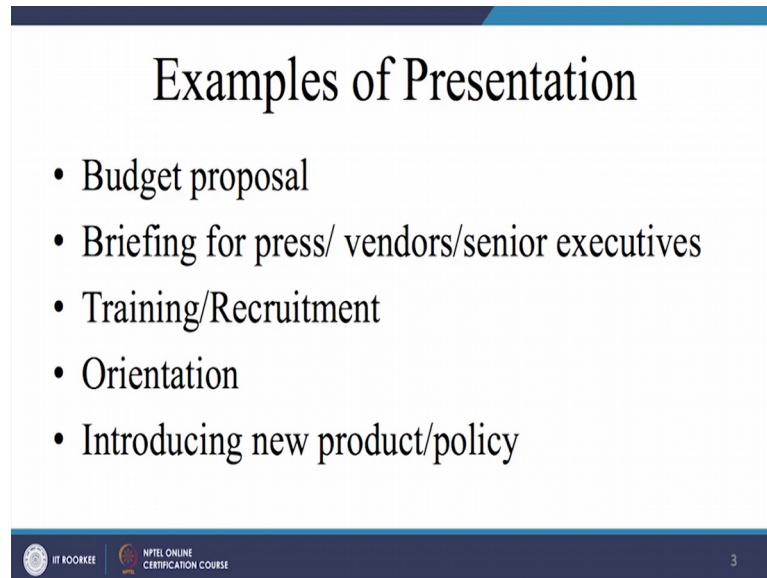 Examples of Presentation
• Budget proposal
• Briefing for press/ vendors/senior executives
• Training/Recruitment
• Orientation
• Introducing new product/policy
IIT ROORKEE
NPTEL ONLINE
CERTIFICATION COURSE
3